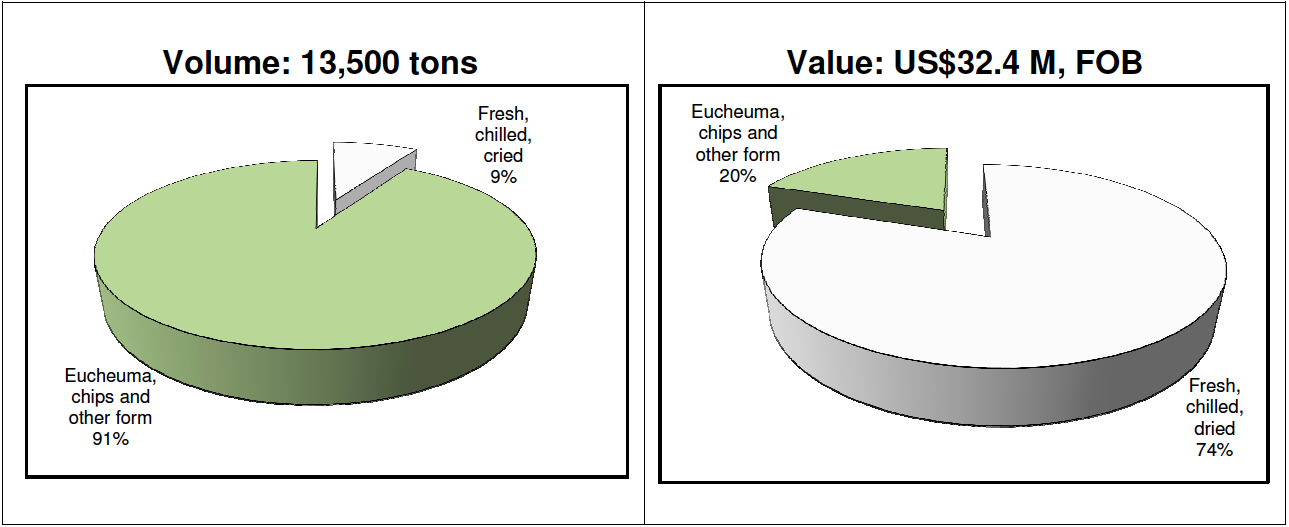 Volume: 13,500 tons
Fresh,
chilled,
cried
9%
Eucheuma,
chips and
other form
91%
Value: US$32.4 M, FOB
Eucheuma,
chips and
other form
20%
Fresh,
chilled,
dried
74%